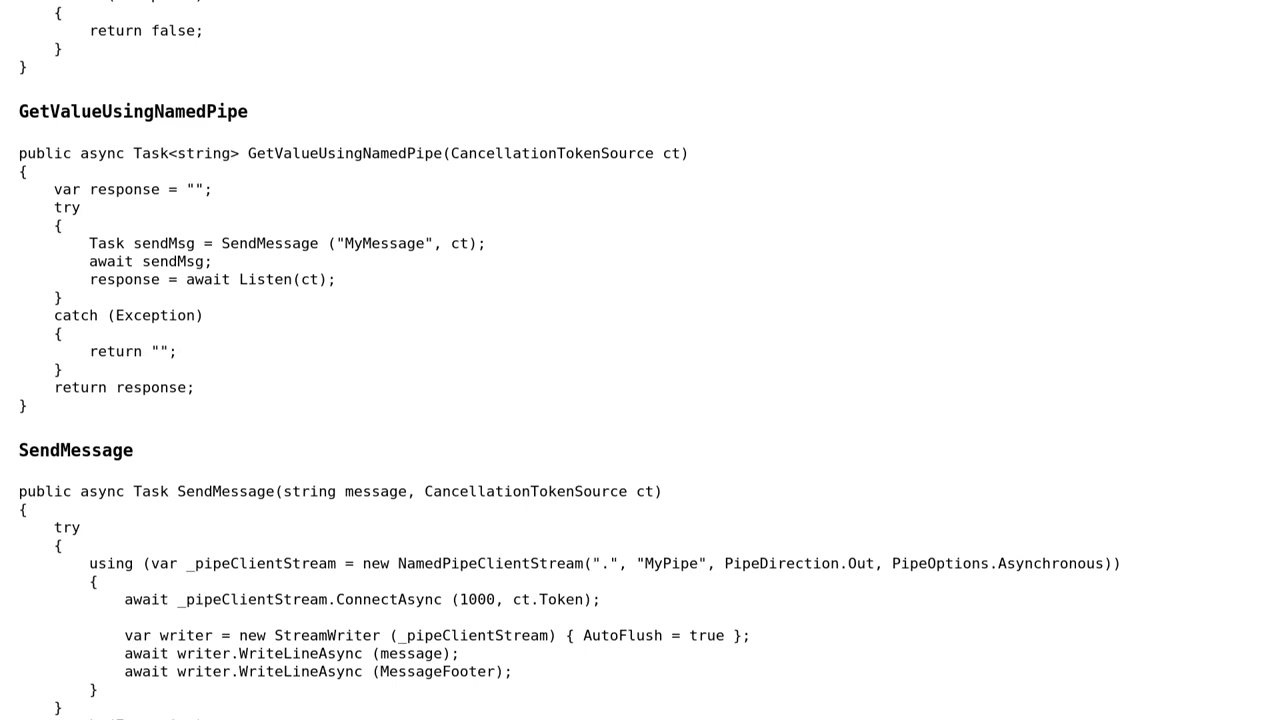 {
return false;
}
}
GetValueUsingNamedPipe
public async Task<string> GetValueUsingNamedPipe(CancellationTokenSource ct)
{
var response = "";
try
{
Task sendMsg = SendMessage ("MyMessage", ct);
await sendMsg;
response = await Listen(ct);
}
catch (Exception)
{
return "";
}
return response;
}
SendMessage
public async Task SendMessage(string message, CancellationTokenSource ct)
{
try
{
using (var _pipeClientStream = new NamedPipeClientStream(".", "MyPipe", PipeDirection.Out, PipeOptions.Asynchronous))
{
await _pipeClientStream.ConnectAsync (1000, ct.Token);
var writer = new StreamWriter (_pipeClientStream) { AutoFlush = true };
await writer.WriteLineAsync (message);
await writer.WriteLineAsync (MessageFooter);
}
}